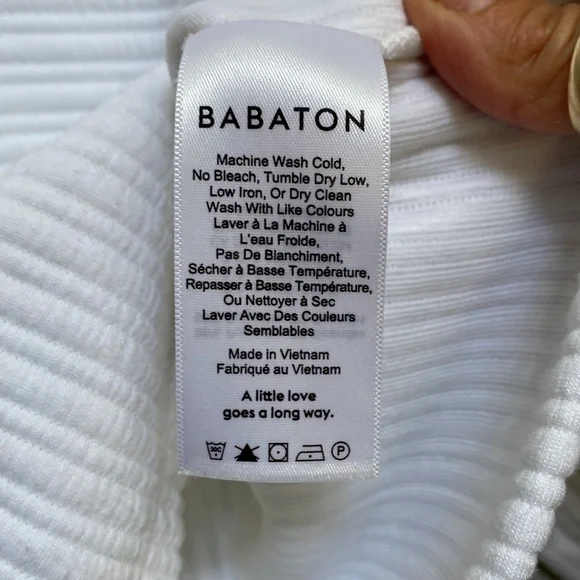 BABATON
Machine Wash Cold,
No Bleach, Tumble Dry Low,
Low Iron, Or Dry Clean
Wash With Like Colours
Laver à La Machine à
L'eau Froide,
Pas De Blanchiment,
Sécher à Basse Température,
Repasser à Basse Température,
Ou Nettoyer à Sec
Laver Avec Des Couleurs
Semblables
Made in Vietnam
Fabriqué au Vietnam
A little love
goes a long way.
30C P